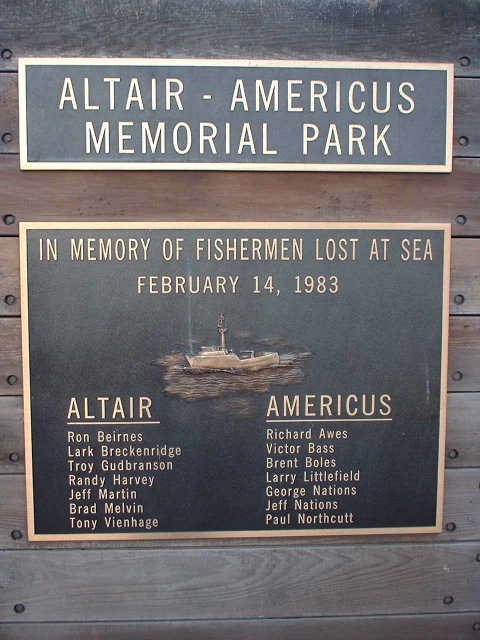 ALTAIR - AMERICUS
MEMORIAL PARK
IN MEMORY OF FISHERMEN LOST AT SEA
FEBRUARY 14, 1983
ALTAIR
Ron Beirnes
Lark Breckenridge
Troy Gudbranson
Randy Harvey
Jeff Martin
Brad Melvin
Tony Vienhage
AMERICUS
Richard Awes
Victor Bass
Brent Boles
Larry Littlefield
George Nations
Jeff Nations
Paul Northcutt